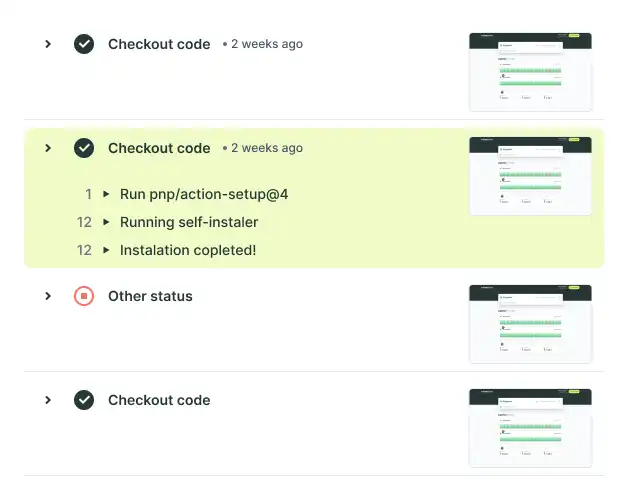 Checkout code • 2 weeks ago
Checkout code • 2 weeks ago
1 Run pnp/action-setup@4
12 Running self-instaler
12 Instalation copleted!
Other status
Checkout code